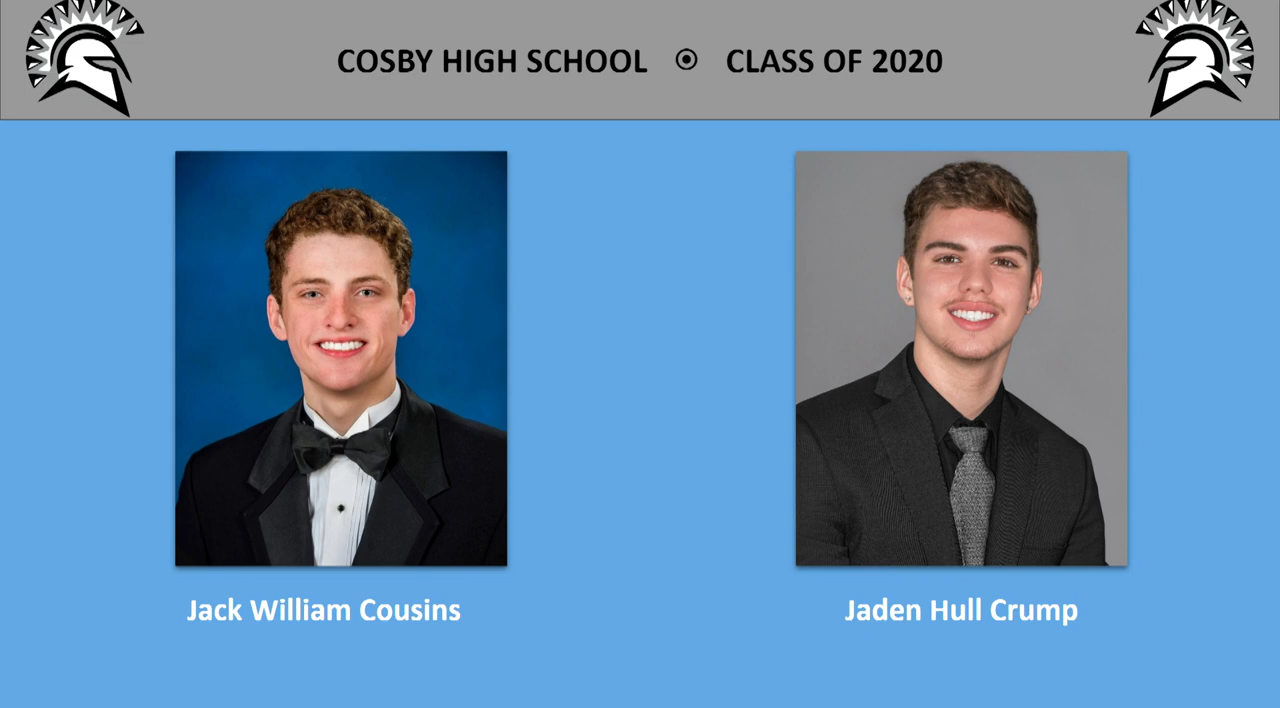 COSBY HIGH SCHOOL ⊙ CLASS OF 2020
Jack William Cousins
Jaden Hull Crump